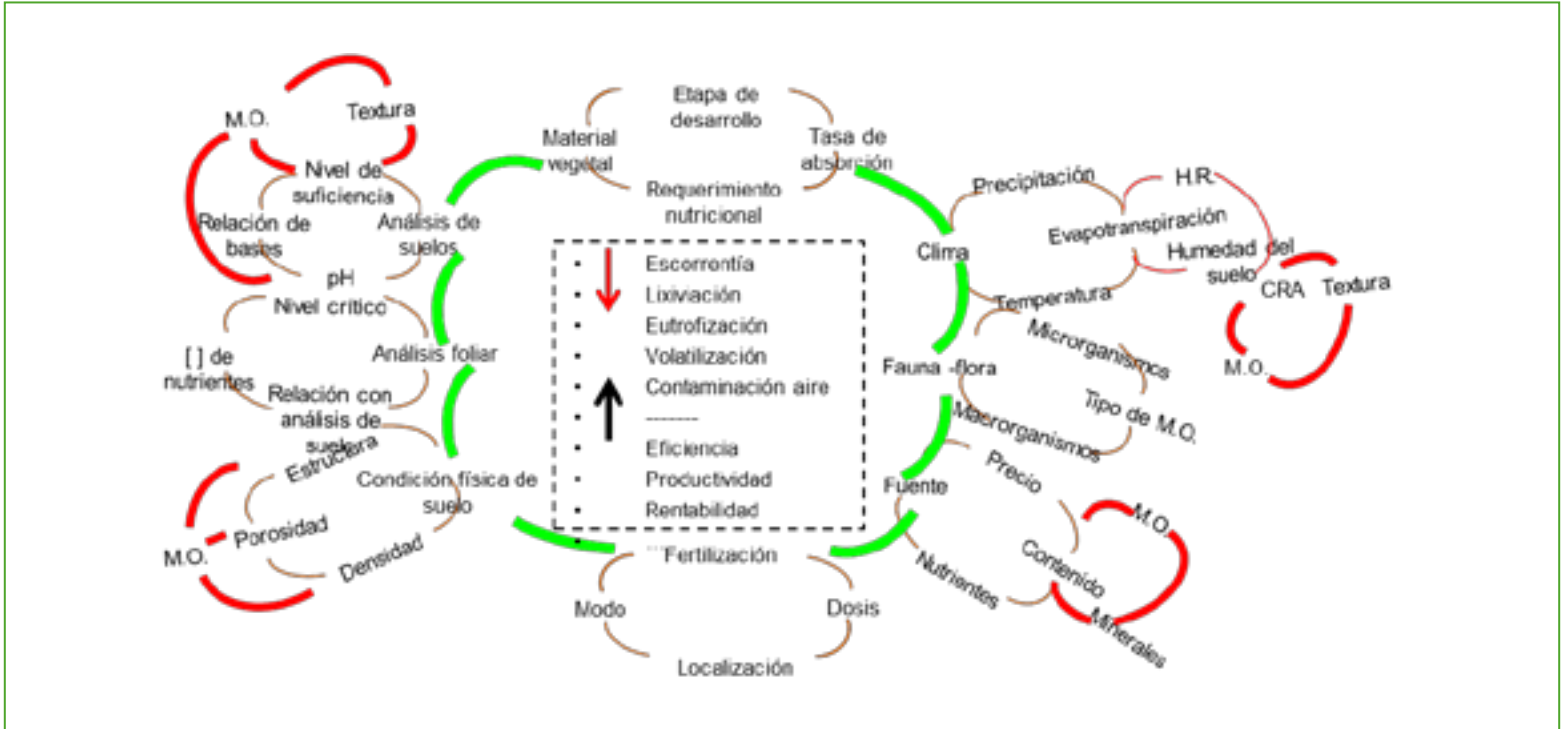 M.O.
Textura
Nivel de
suficiencia
Relación de
bases
Análisis de
suelos
pH
Nivel crítico
[ ] de
nutrientes
Análisis foliar
Relación con
análisis de
suelo
Estructura
Porosidad
M.O.
Densidad
Condición física de
suelo
Material
vegetal
Etapa de
desarrollo
Tasa de
absorción
Requerimiento
nutricional
▪ Escorrontía
▪ Lixiviación
▪ Eutrofización
▪ Volatilización
▪ Contaminación aire
▪ --------
▪ Eficiencia
▪ Productividad
▪ Rentabilidad
▪ ...
Fertilización
Modo
Dosis
Localización
Clima
Precipitación
H.R.
Evapotranspiración
Humedad del
suelo
Temperatura
CRA
Textura
M.O.
Fauna -flora
Microrganismos
Tipo de M.O.
Macrorganismos
Fuente
Precio
M.O.
Contenido
Nutrientes
Minerales